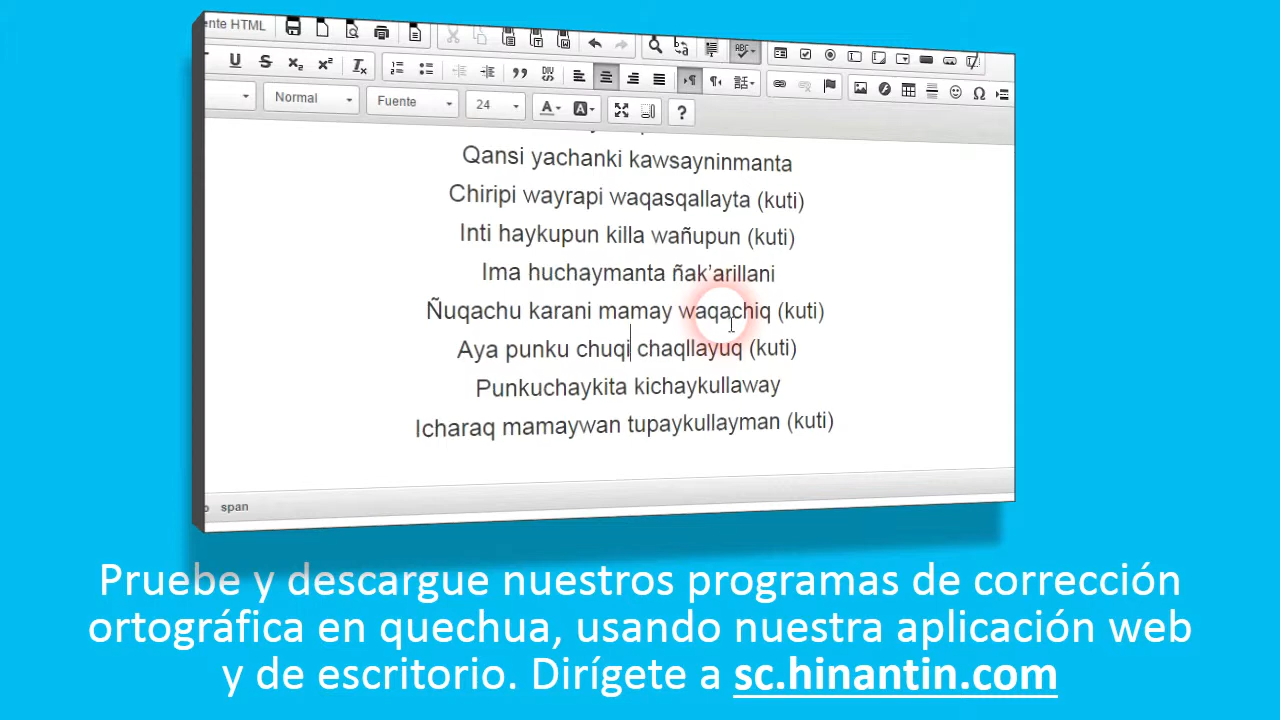 ente HTML
Normal Fuente 24 ?
Qansi yachanki kawsayninmanta
Chiripi wayrapi waqasqallayta (kuti)
Inti haykupun killa wañupun (kuti)
Ima huchaymanta ñak’arillani
Ñuqachu karani mamay waqachiq (kuti)
Aya punku chuqi chaqllayuq (kuti)
Punkuchaykita kichaykullaway
Icharaq mamaywan tupaykullayman (kuti)
span
Pruebe y descargue nuestros programas de corrección
ortográfica en quechua, usando nuestra aplicación web
y de escritorio. Dirígete a sc.hinantin.com